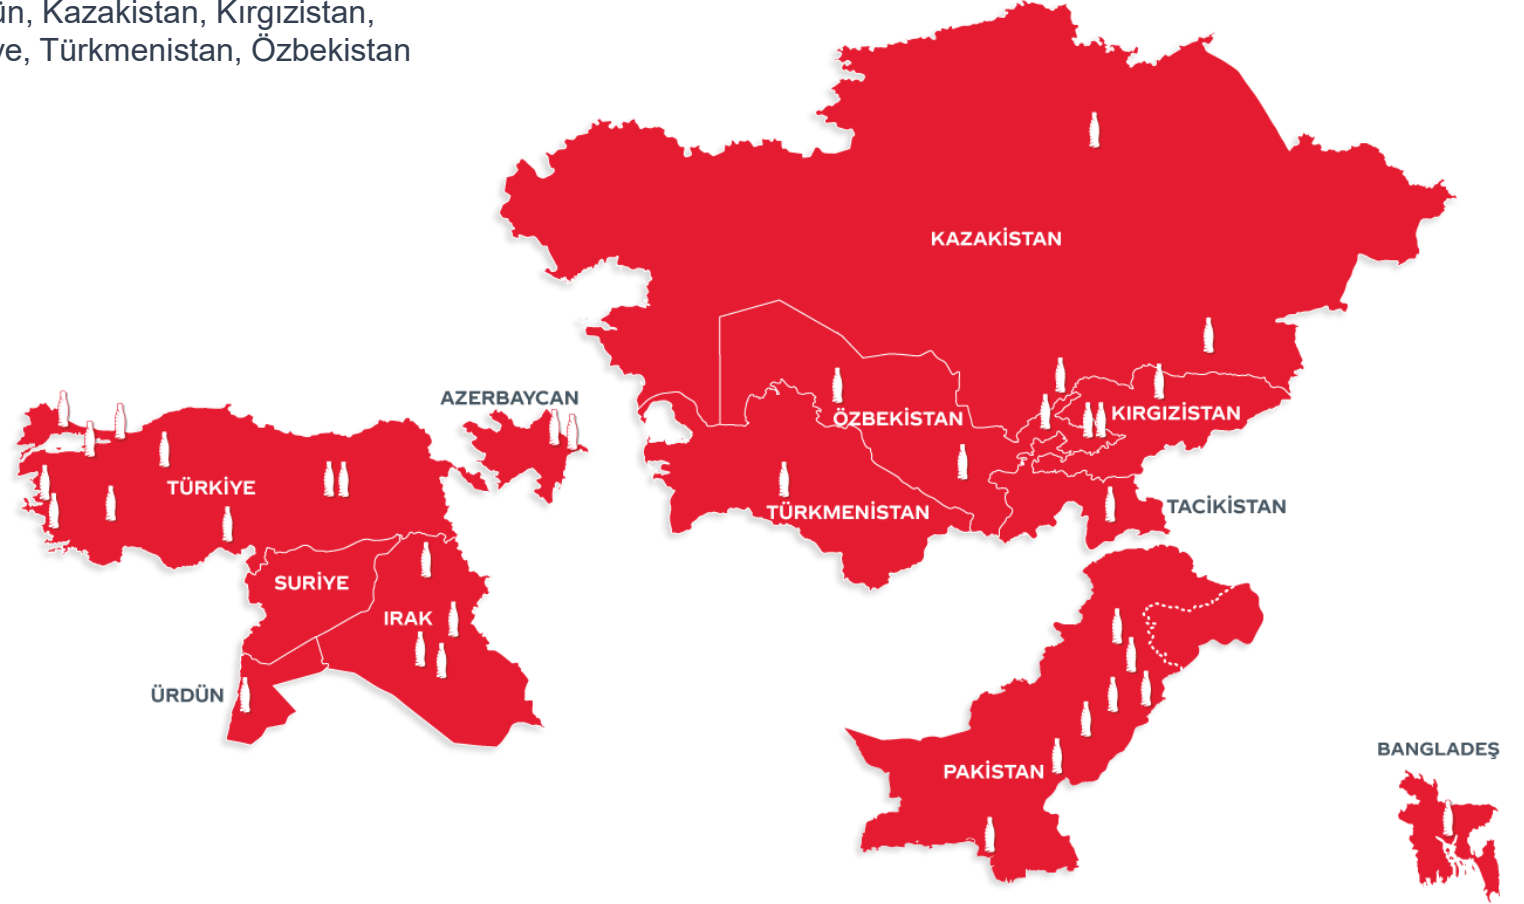 Kazakistan, Kırgızistan,
Türkmenistan, Özbekistan
KAZAKİSTAN
AZERBAYCAN
ÖZBEKİSTAN
KIRGIZİSTAN
TÜRKİYE
TÜRKMENİSTAN
TACİKİSTAN
SURİYE
IRAK
ÜRDÜN
BANGLADEŞ
PAKİSTAN